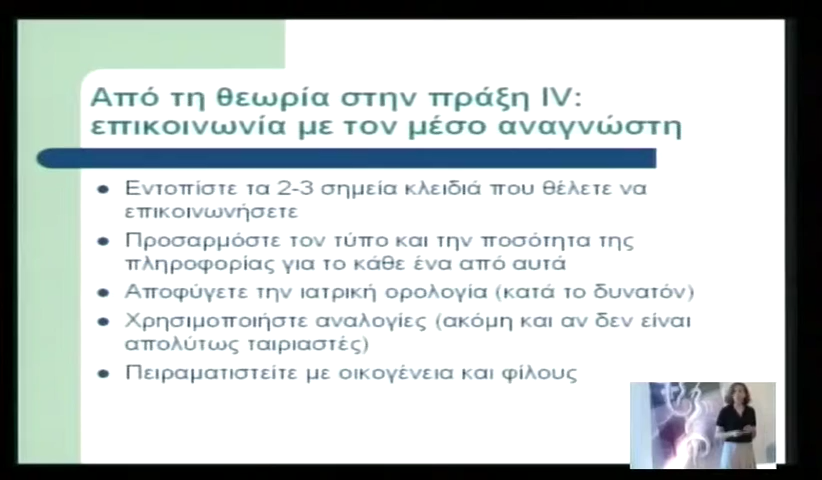 Από τη θεωρία στην πράξη IV:
επικοινωνία με τον μέσο αναγνώστη
• Εντοπίστε τα 2-3 σημεία κλειδιά που θέλετε να
επικοινωνήσετε
• Προσαρμόστε τον τύπο και την ποσότητα της
πληροφορίας για το κάθε ένα από αυτά
• Αποφύγετε την ιατρική ορολογία (κατά το δυνατόν)
• Χρησιμοποιήστε αναλογίες (ακόμη και αν δεν είναι
απολύτως ταιριαστές)
• Πειραματιστείτε με οικογένεια και φίλους